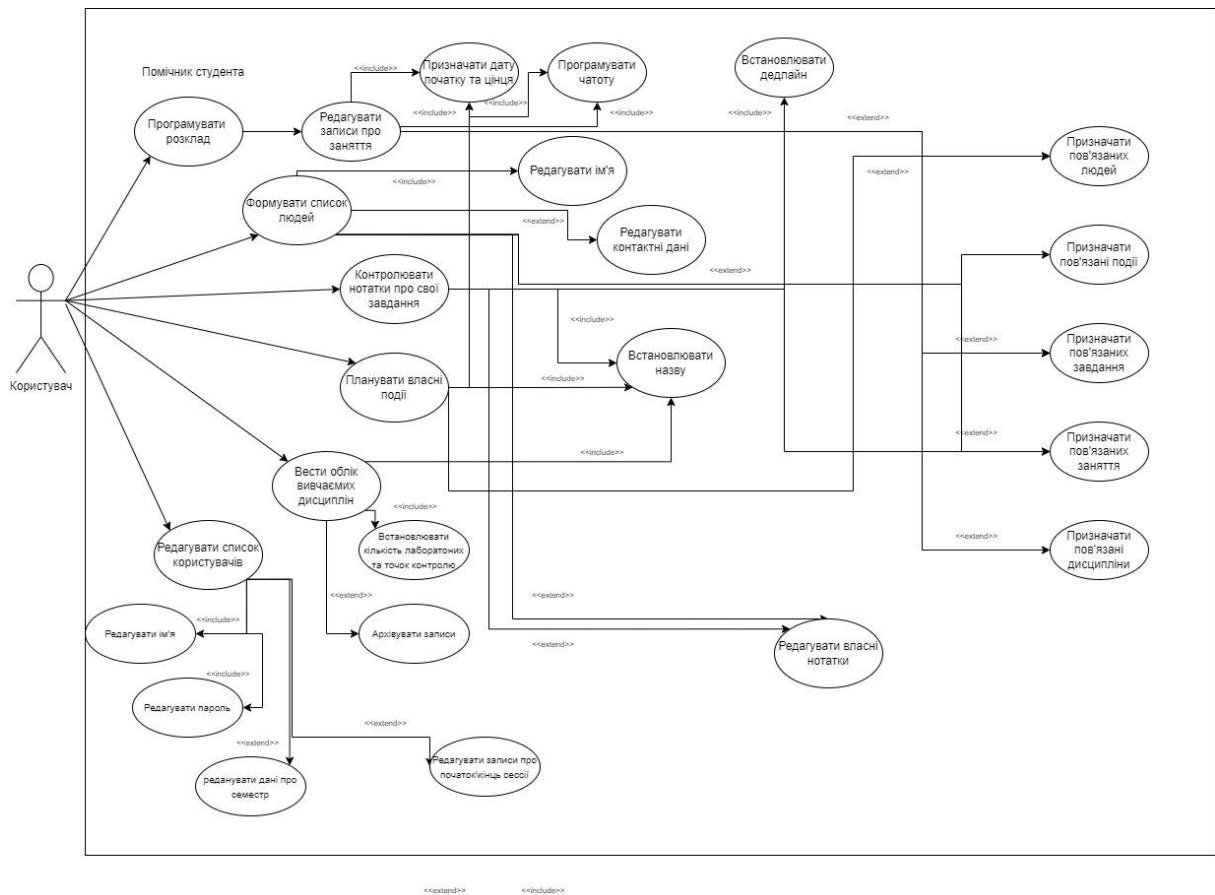 Помічник студента
<<include>>
Призначати дату
початку та цінця
<<include>>
Програмувати
чатоту
Встановлювати
дедлайн
Програмувати
розклад
Редагувати
записи про
заняття
<<include>>
<<include>>
<<include>>
<<extend>>
Призначати
пов'язаних
людей
<<extend>>
Редагувати ім'я
<<include>>
Формувати список
людей
<<extend>>
Редагувати
контактні дані
Призначати
пов'язані події
Контролювати
нотатки про свої
завдання
<<extend>>
Користувач
<<include>>
Встановлювати
назву
<<extend>>
Призначати
пов'язаних
завдання
Планувати власні
події
<<include>>
<<include>>
<<extend>>
Призначати
пов'язаних
заняття
Вести облік
вивчаємих
дисциплін
<<include>>
Встановлювати
кількість лаборатоних
та точок контролю
<<extend>>
Призначати
пов'язані
дисципліни
Редагувати список
користувачів
<<extend>>
<<extend>>
<<include>>
Редагувати ім'я
Архівувати записи
<<extend>>
Редагувати власні
нотатки
<<include>>
Редагувати пароль
<<extend>>
<<extend>>
реданувати дані про
семестр
Редагувати записи про
початок\кінць сессії
<<extend>>
<<include>>